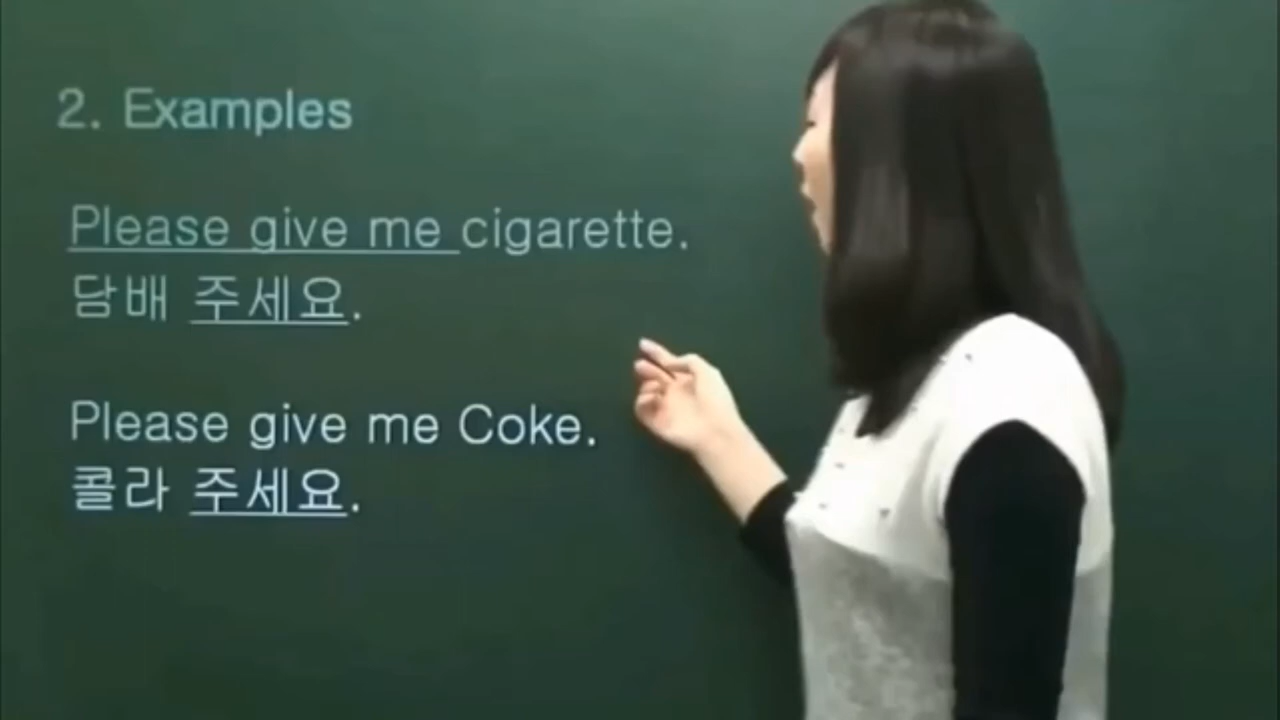 2. Examples
Please give me cigarette.
담배 주세요.
Please give me Coke.
콜라 주세요.